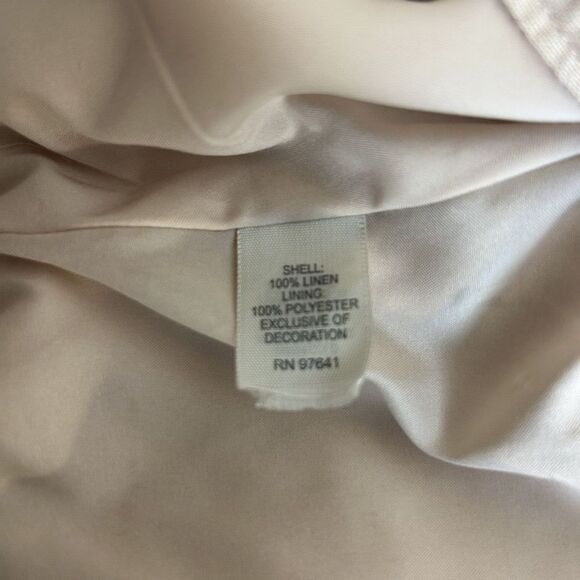 SHELL:
100% LINEN
LINING:
100% POLYESTER
EXCLUSIVE OF
DECORATION
RN 97641